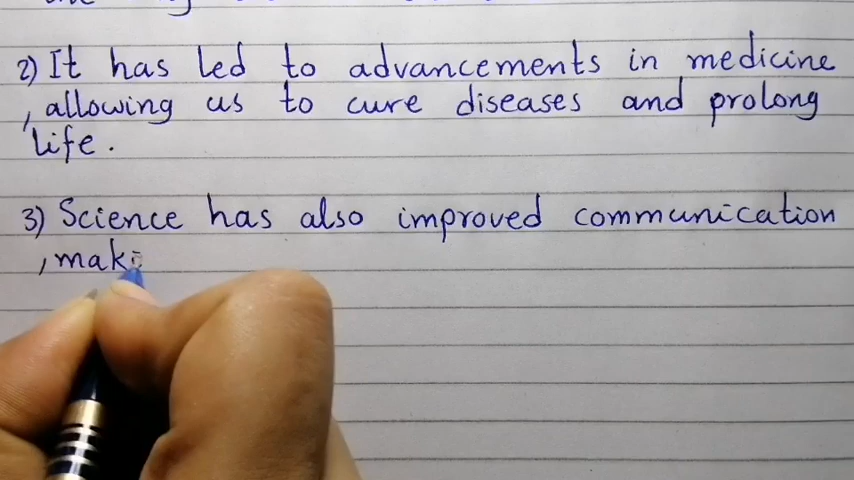 2) It has led to advancements in medicine
, allowing us to cure diseases and prolong
life.
3) Science has also improved communication
, maki